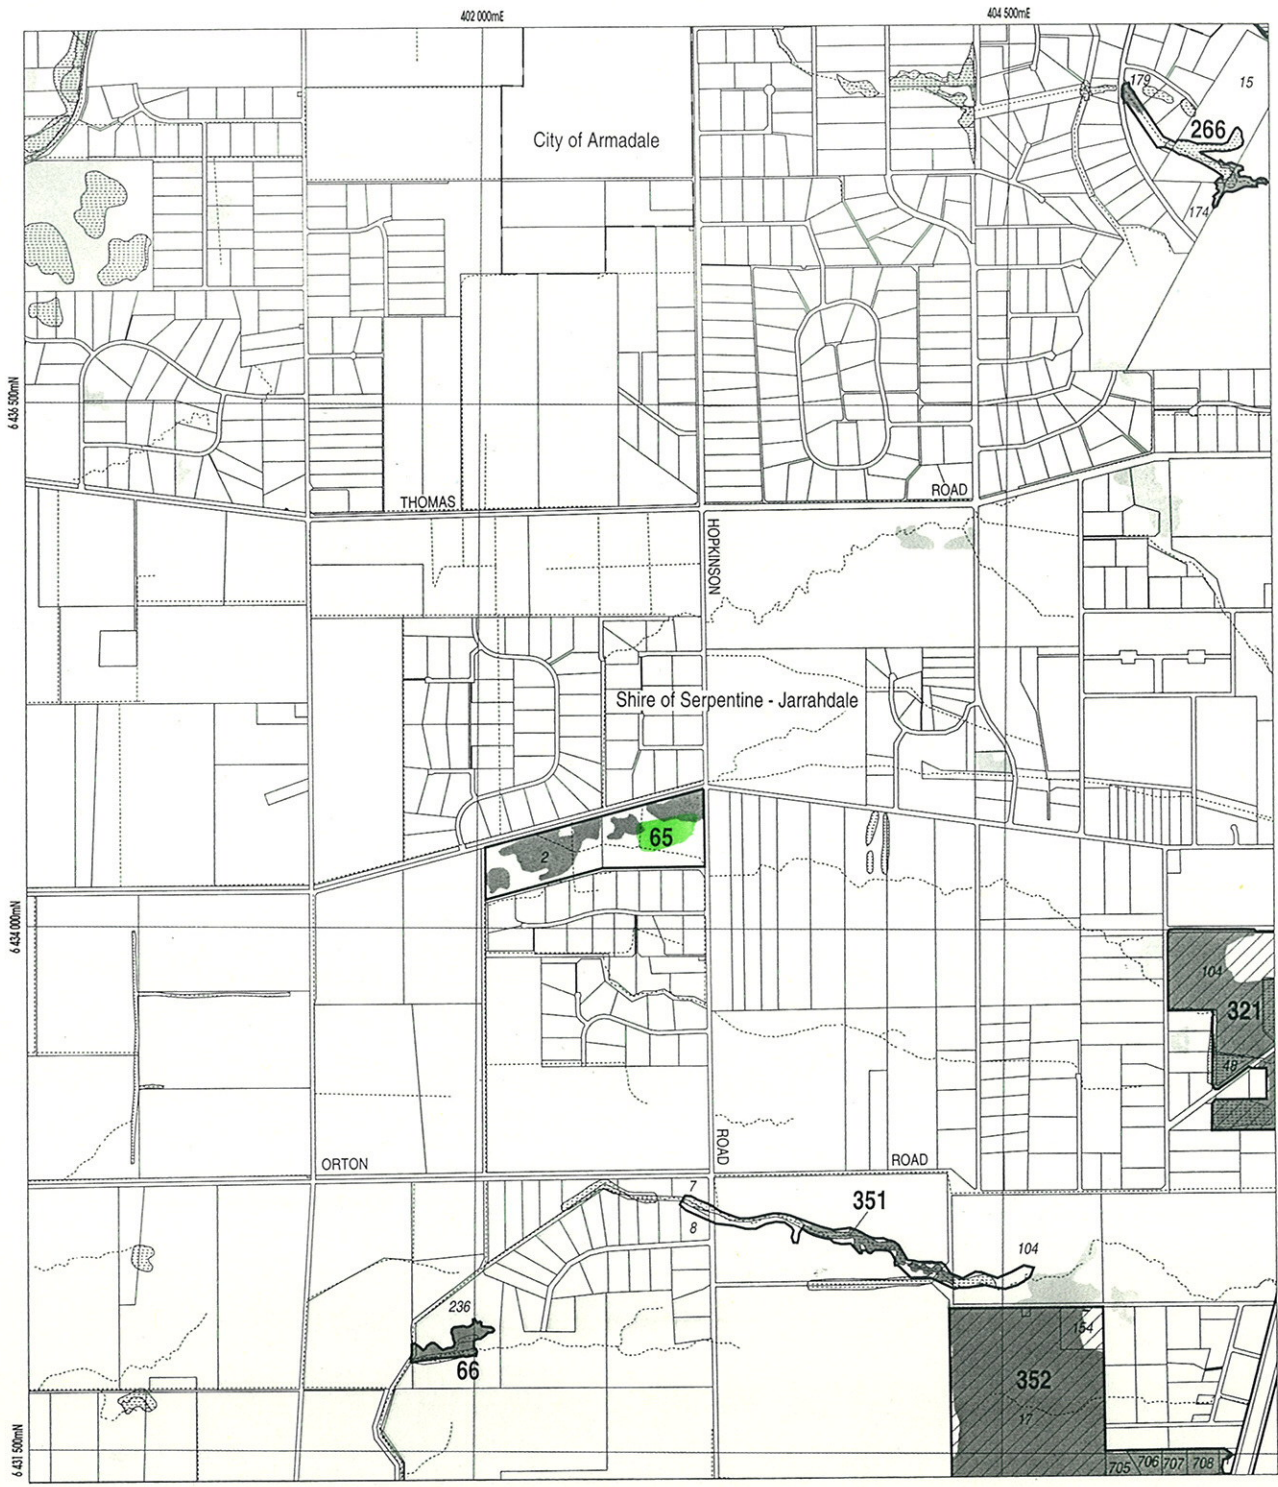 402 000mE
404 500mE
179
15
City of Armadale
266
174
6 436 500mN
THOMAS
ROAD
HOPKINSON
Shire of Serpentine - Jarrahdale
65
2
6 434 000mN
104
321
48
ORTON
ROAD
ROAD
7
351
8
104
236
154
66
352
17
6 431 500mN
705 706 707 708